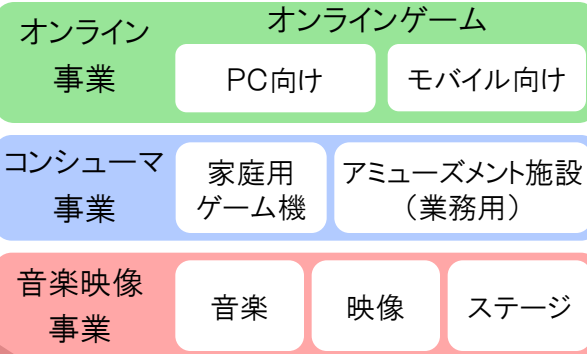 オンライン
事業
オンラインゲーム
PC向け
モバイル向け
コンシューマ
事業
家庭用
ゲーム機
アミューズメント施設
（業務用）
音楽映像
事業
音楽
映像
ステージ